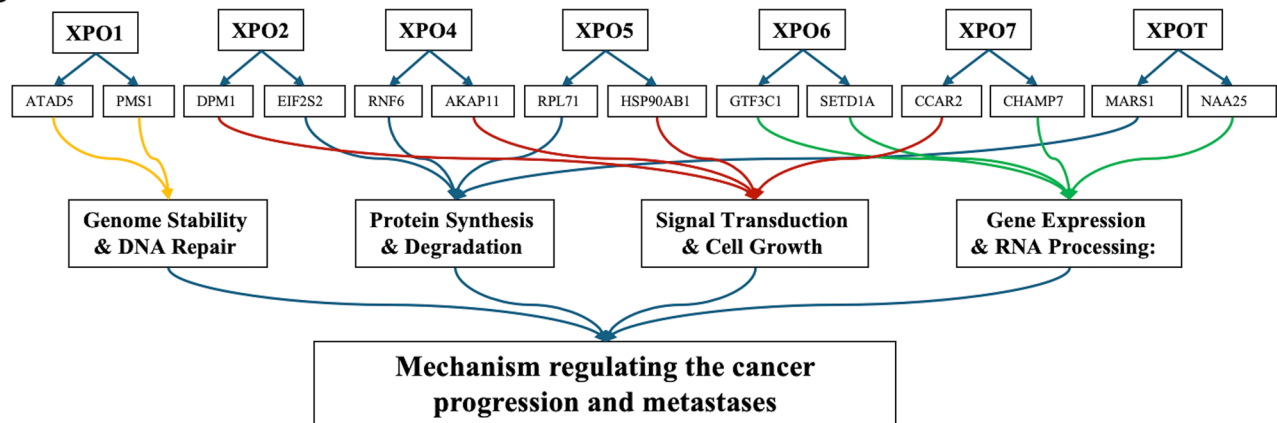 XPO1 XPO2 XPO4 XPO5 XPO6 XPO7 XPOT
ATAD5 PMS1 DPM1 EIF2S2 RNF6 AKAP11 RPL71 HSP90AB1 GTF3C1 SETD1A CCAR2 CHAMP7 MARS1 NAA25
Genome Stability
& DNA Repair
Protein Synthesis
& Degradation
Signal Transduction
& Cell Growth
Gene Expression
& RNA Processing:
Mechanism regulating the cancer
progression and metastases